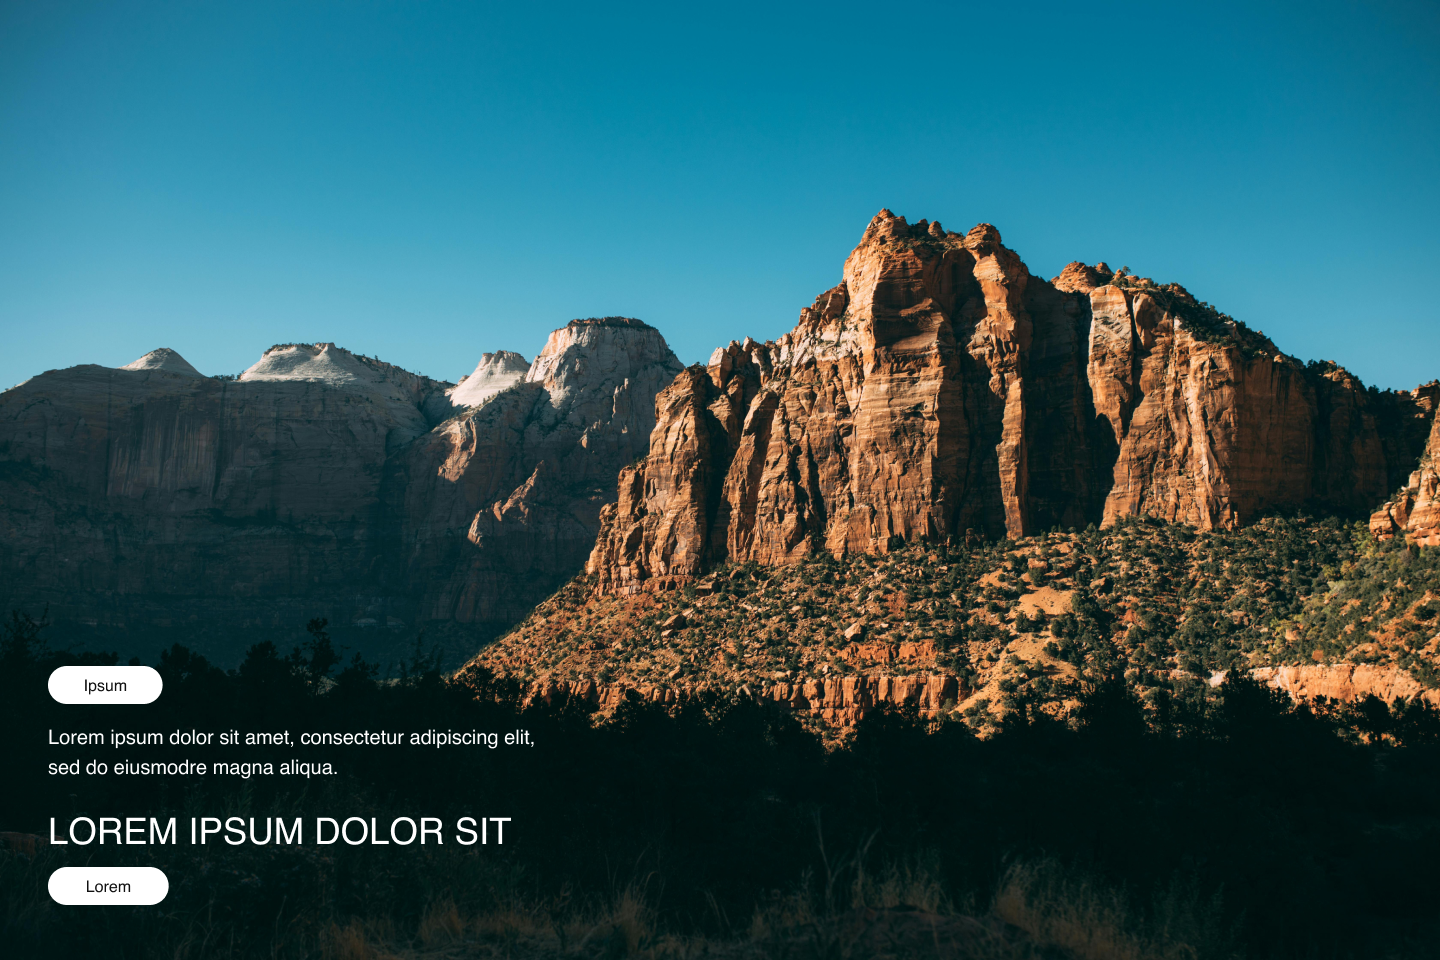 Ipsum
Lorem ipsum dolor sit amet, consectetur adipiscing elit,
sed do eiusmodre magna aliqua.
LOREM IPSUM DOLOR SIT
Lorem